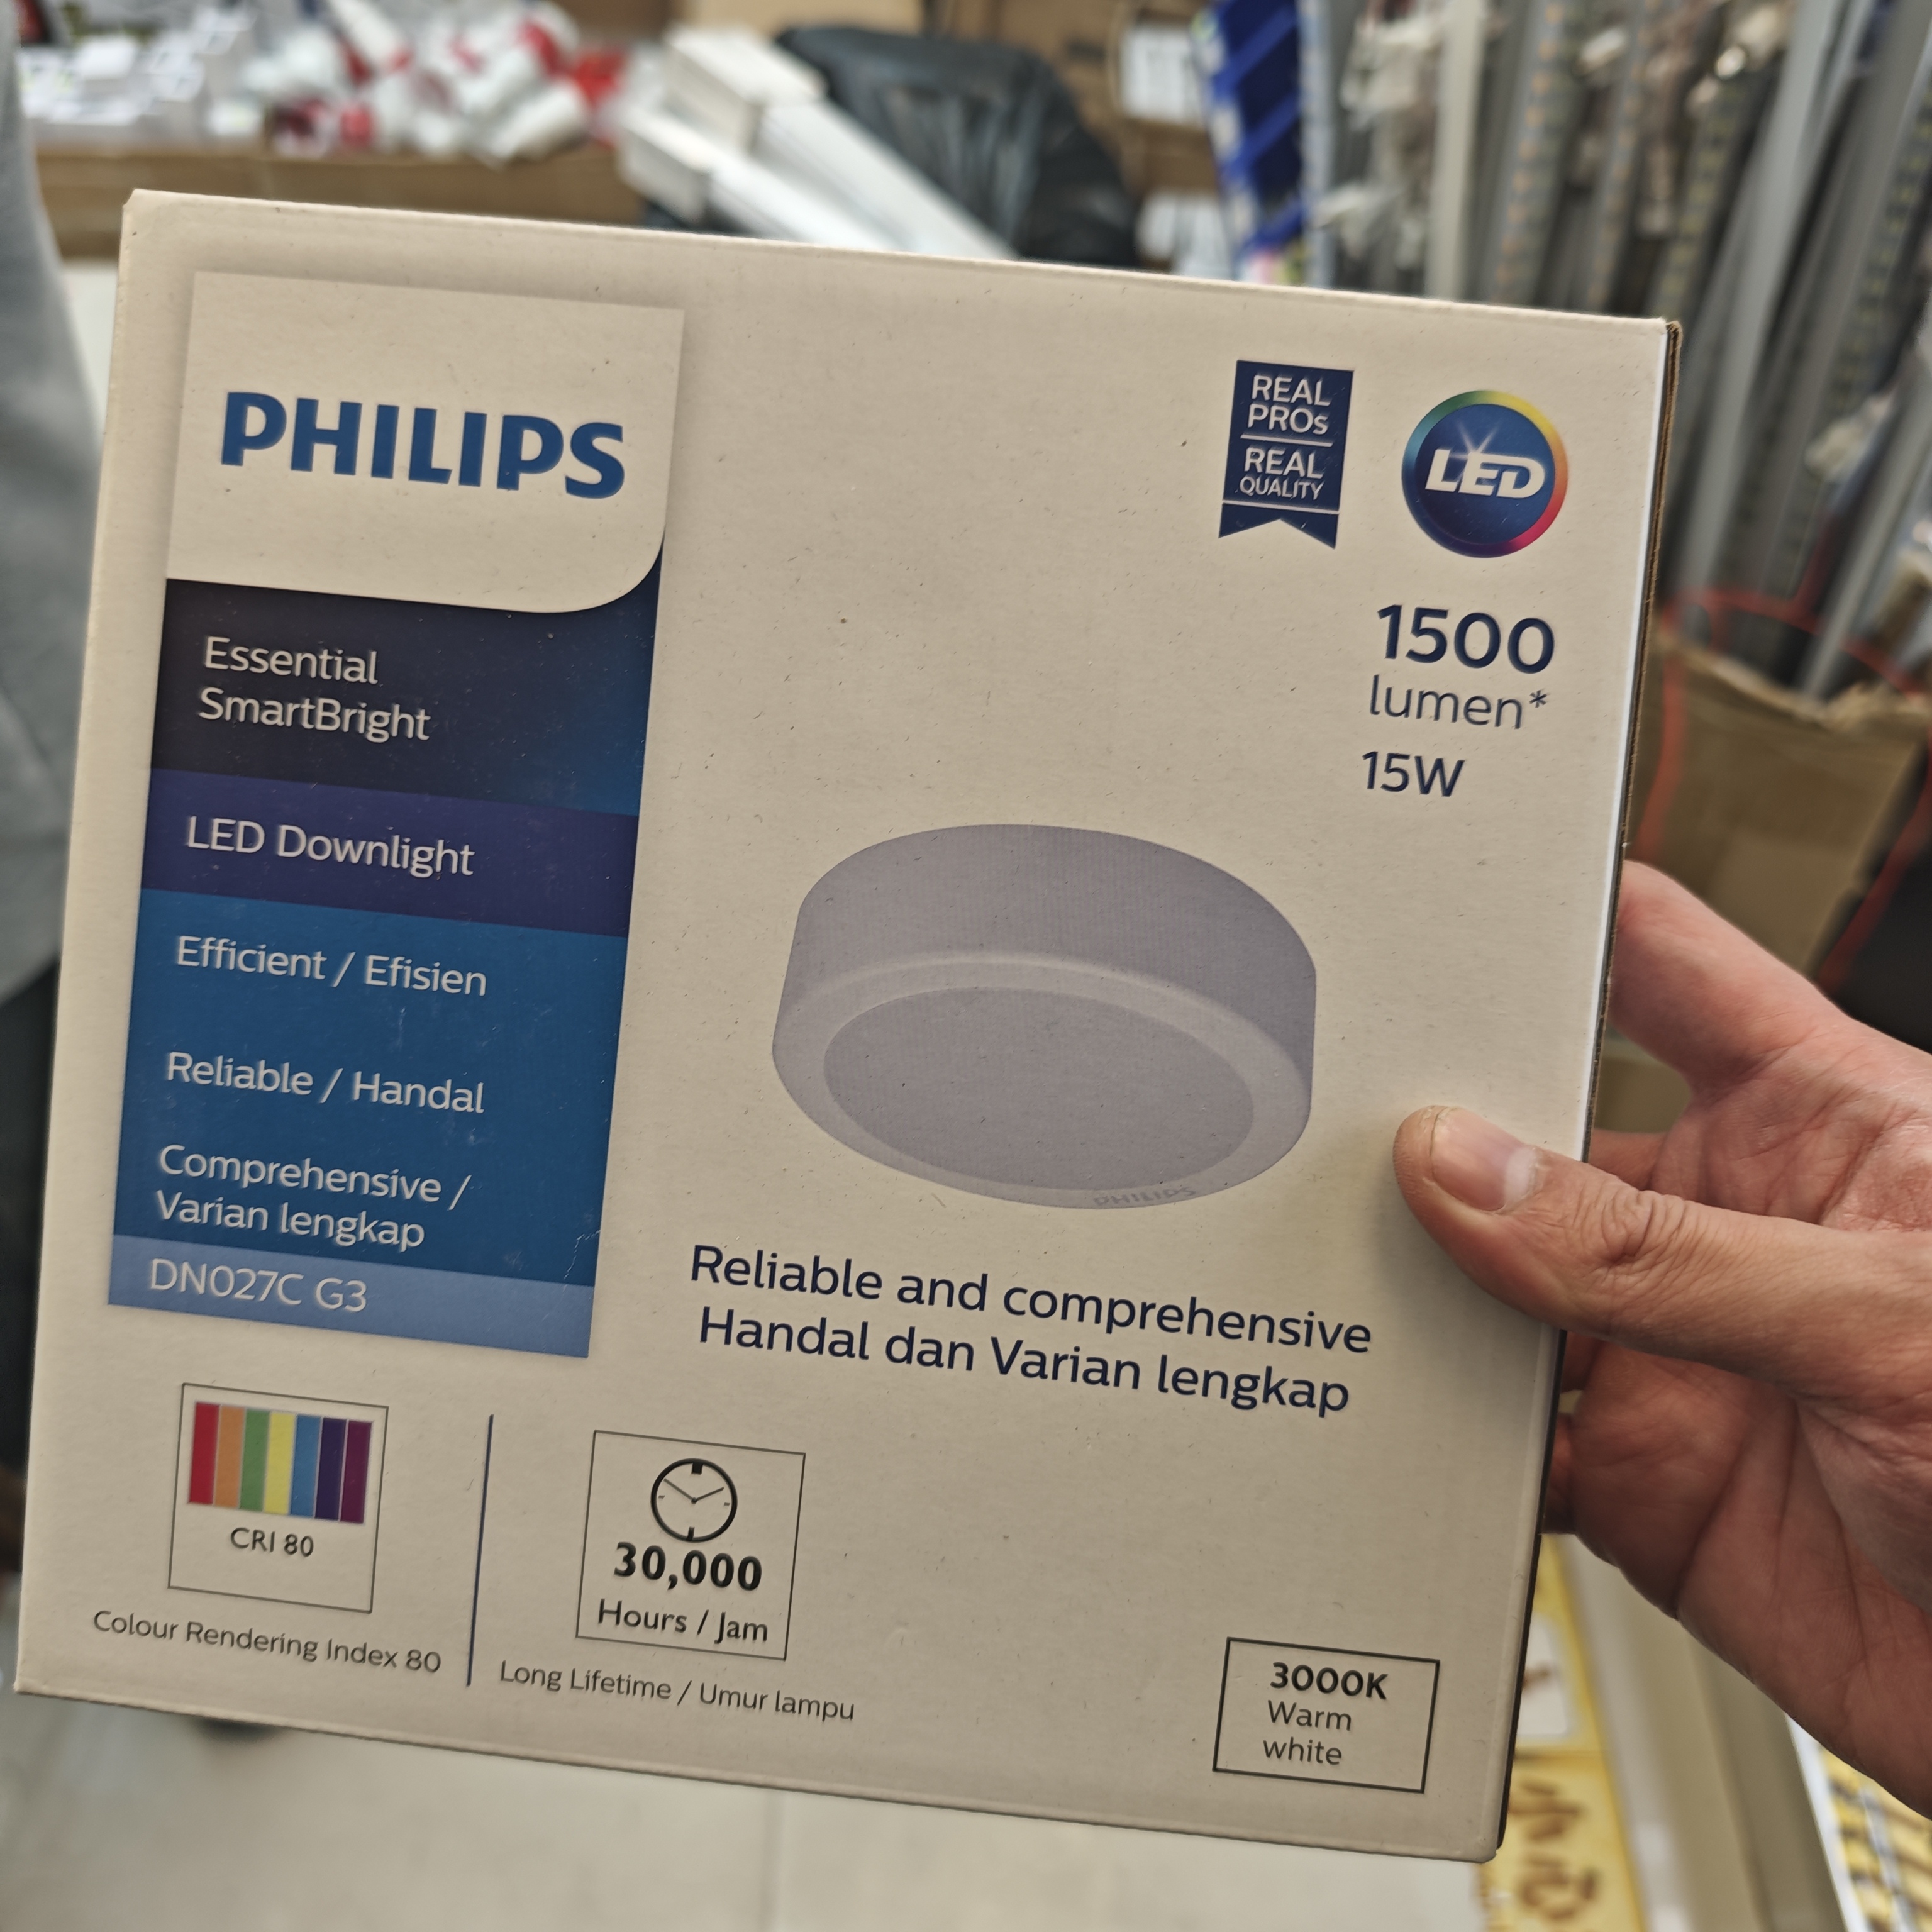 PHILIPS
REAL
PROs
REAL
QUALITY
LED
1500
lumen*
15W
Essential
SmartBright
LED Downlight
Efficient / Efisien
Reliable / Handal
Comprehensive /
Varian lengkap
DN027C G3
PHILIPS
Reliable and comprehensive
Handal dan Varian lengkap
CRI 80
Colour Rendering Index 80
30,000
Hours / Jam
Long Lifetime / Umur lampu
3000K
Warm
white
小心